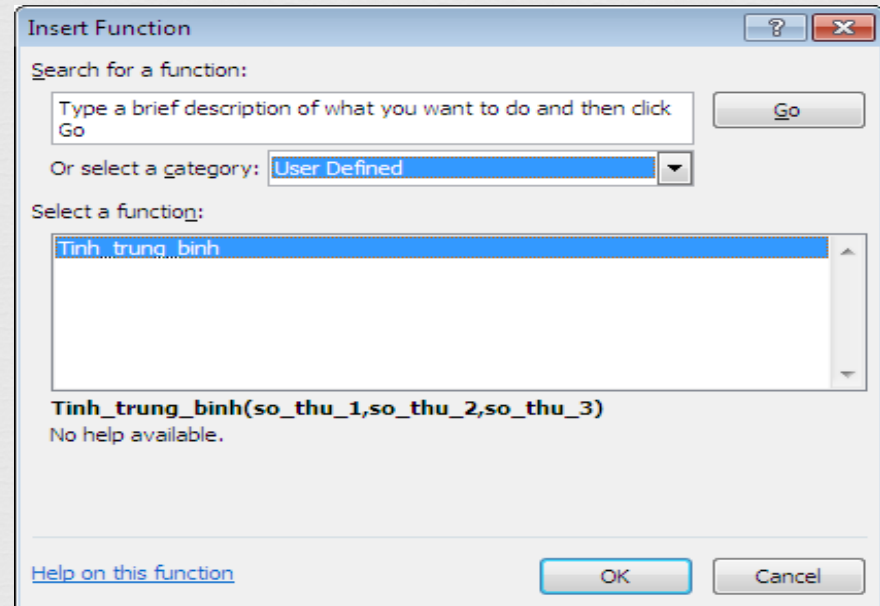 Insert Function
Search for a function:
Type a brief description of what you want to do and then click
Go
Go
Or select a category: User Defined
Select a function:
Tinh_trung_binh
Tinh_trung_binh(so_thu_1,so_thu_2,so_thu_3)
No help available.
Help on this function
OK
Cancel